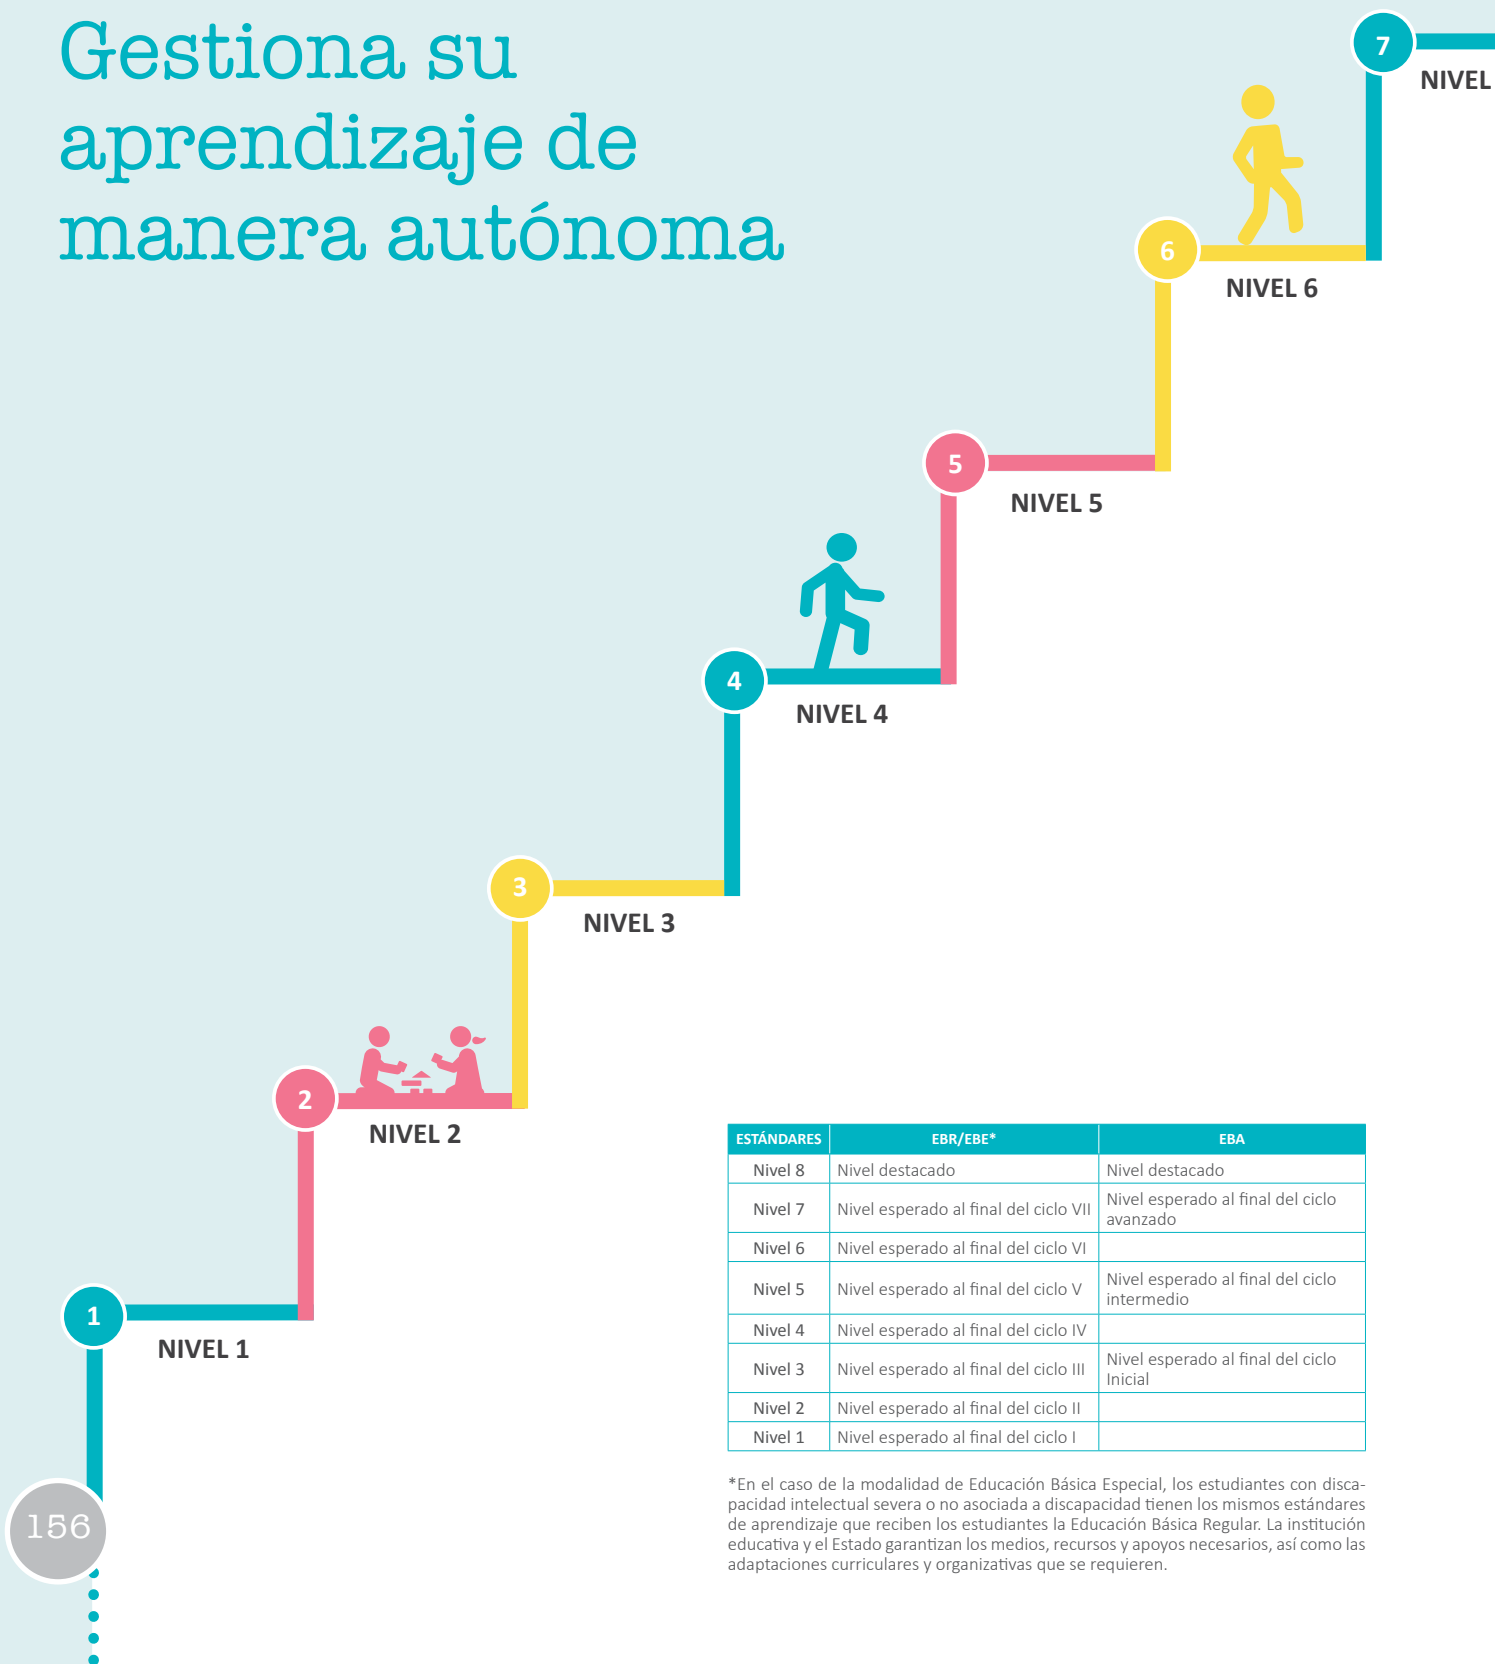 Gestiona su
aprendizaje de
manera autónoma
7
NIVEL
6
NIVEL 6
5
NIVEL 5
4
NIVEL 4
3
NIVEL 3
2
NIVEL 2
1
NIVEL 1
ESTÁNDARES EBR/EBE* EBA
Nivel 8 Nivel destacado Nivel destacado
Nivel 7 Nivel esperado al final del ciclo VII Nivel esperado al final del ciclo
avanzado
Nivel 6 Nivel esperado al final del ciclo VI
Nivel 5 Nivel esperado al final del ciclo V Nivel esperado al final del ciclo
intermedio
Nivel 4 Nivel esperado al final del ciclo IV
Nivel 3 Nivel esperado al final del ciclo III Nivel esperado al final del ciclo
Inicial
Nivel 2 Nivel esperado al final del ciclo II
Nivel 1 Nivel esperado al final del ciclo I
*En el caso de la modalidad de Educación Básica Especial, los estudiantes con disca-
pacidad intelectual severa o no asociada a discapacidad tienen los mismos estándares
de aprendizaje que reciben los estudiantes la Educación Básica Regular. La institución
educativa y el Estado garantizan los medios, recursos y apoyos necesarios, así como las
adaptaciones curriculares y organizativas que se requieren.
156